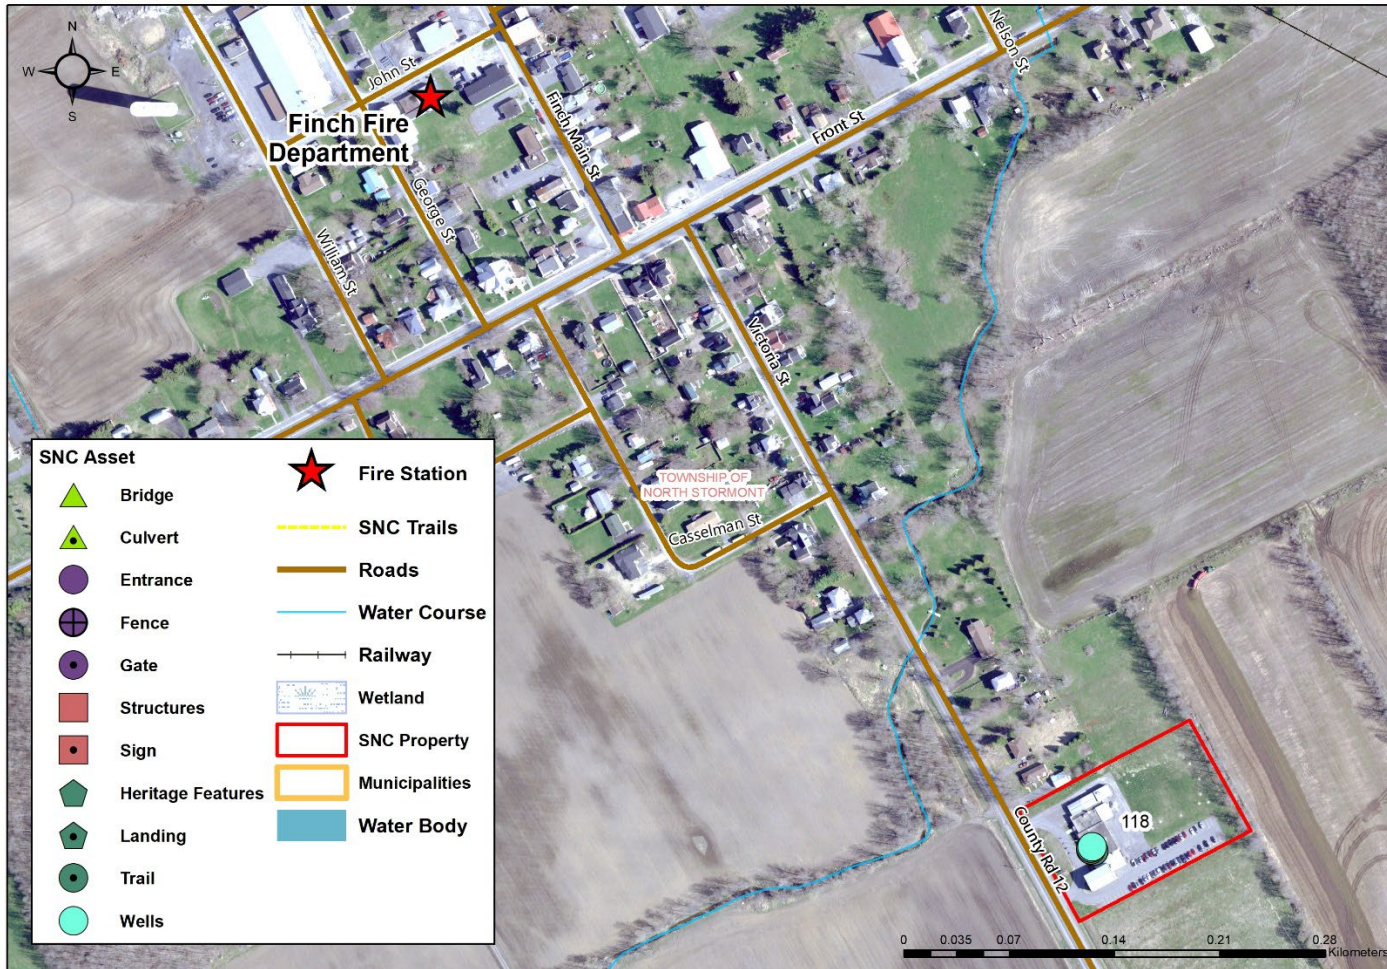 N
W E
S
John St
Nelson St
Finch Fire
Department
Finch Main St
Front St
George St
William St
Victoria St
TOWNSHIP OF
NORTH STORMONT
Casselman St
County Rd 12
118
SNC Asset
Bridge
Culvert
Entrance
Fence
Gate
Structures
Sign
Heritage Features
Landing
Trail
Wells
Fire Station
SNC Trails
Roads
Water Course
Railway
Wetland
SNC Property
Municipalities
Water Body
0 0.035 0.07 0.14 0.21 0.28
Kilometers